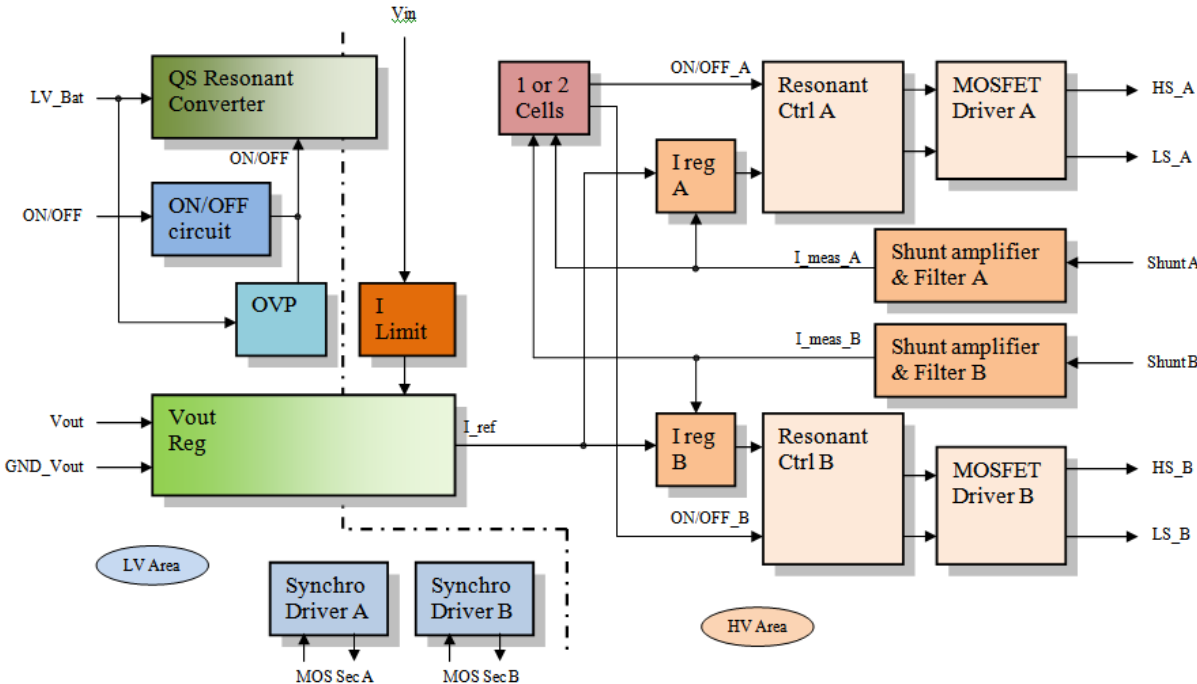 Vin
QS Resonant
Converter
LV_Bat
ON/OFF
ON/OFF
ON/OFF
circuit
OVP
I
Limit
Vout
GND_Vout
Vout
Reg
I_ref
LV Area
Synchro
Driver A
Synchro
Driver B
MOS Sec A
MOS Sec B
1 or 2
Cells
ON/OFF_A
Resonant
Ctrl A
MOSFET
Driver A
HS_A
LS_A
I reg
A
I_meas_A
Shunt amplifier
& Filter A
Shunt A
I_meas_B
Shunt amplifier
& Filter B
Shunt B
I reg
B
Resonant
Ctrl B
MOSFET
Driver B
HS_B
LS_B
ON/OFF_B
HV Area